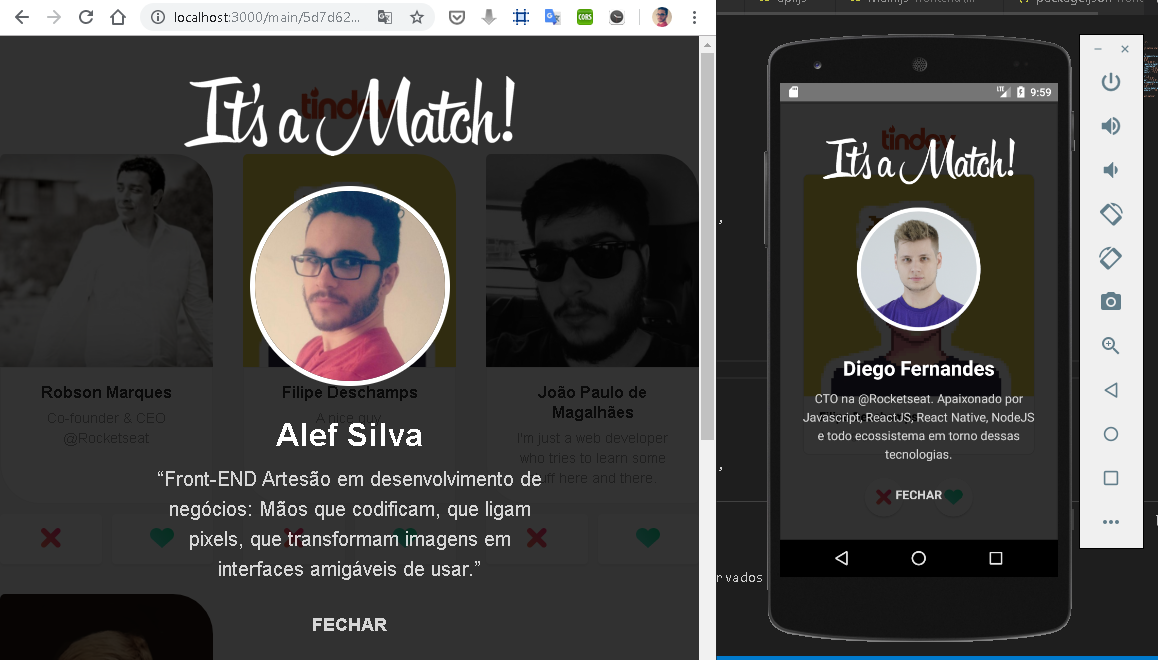 localhost:3000/main/5d7d62...
CORS
tindev
It's a Match!
Robson Marques
Co-founder & CEO
@Rocketseat
Filipe Deschamps
A nice guy
João Paulo de
Magalhães
I'm just a web developer
who tries to learn some
stuff here and there.
Alef Silva
“Front-END Artesão em desenvolvimento de
negócios: Mãos que codificam, que ligam
pixels, que transformam imagens em
interfaces amigáveis de usar.”
FECHAR
LTE
9:59
tindev
It's a Match!
Diego Fernandes
CTO na @Rocketseat. Apaixonado por
Javascript, ReactJS, React Native, NodeJS
e todo ecossistema em torno dessas
tecnologias.
FECHAR
rvados